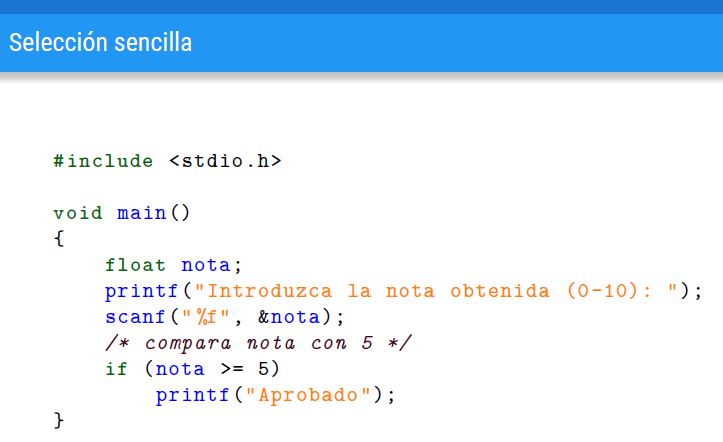 Selección sencilla
#include <stdio.h>
void main()
{
float nota;
printf("Introduzca la nota obtenida (0-10): ");
scanf("%f", &nota);
/* compara nota con 5 */
if (nota >= 5)
printf("Aprobado");
}